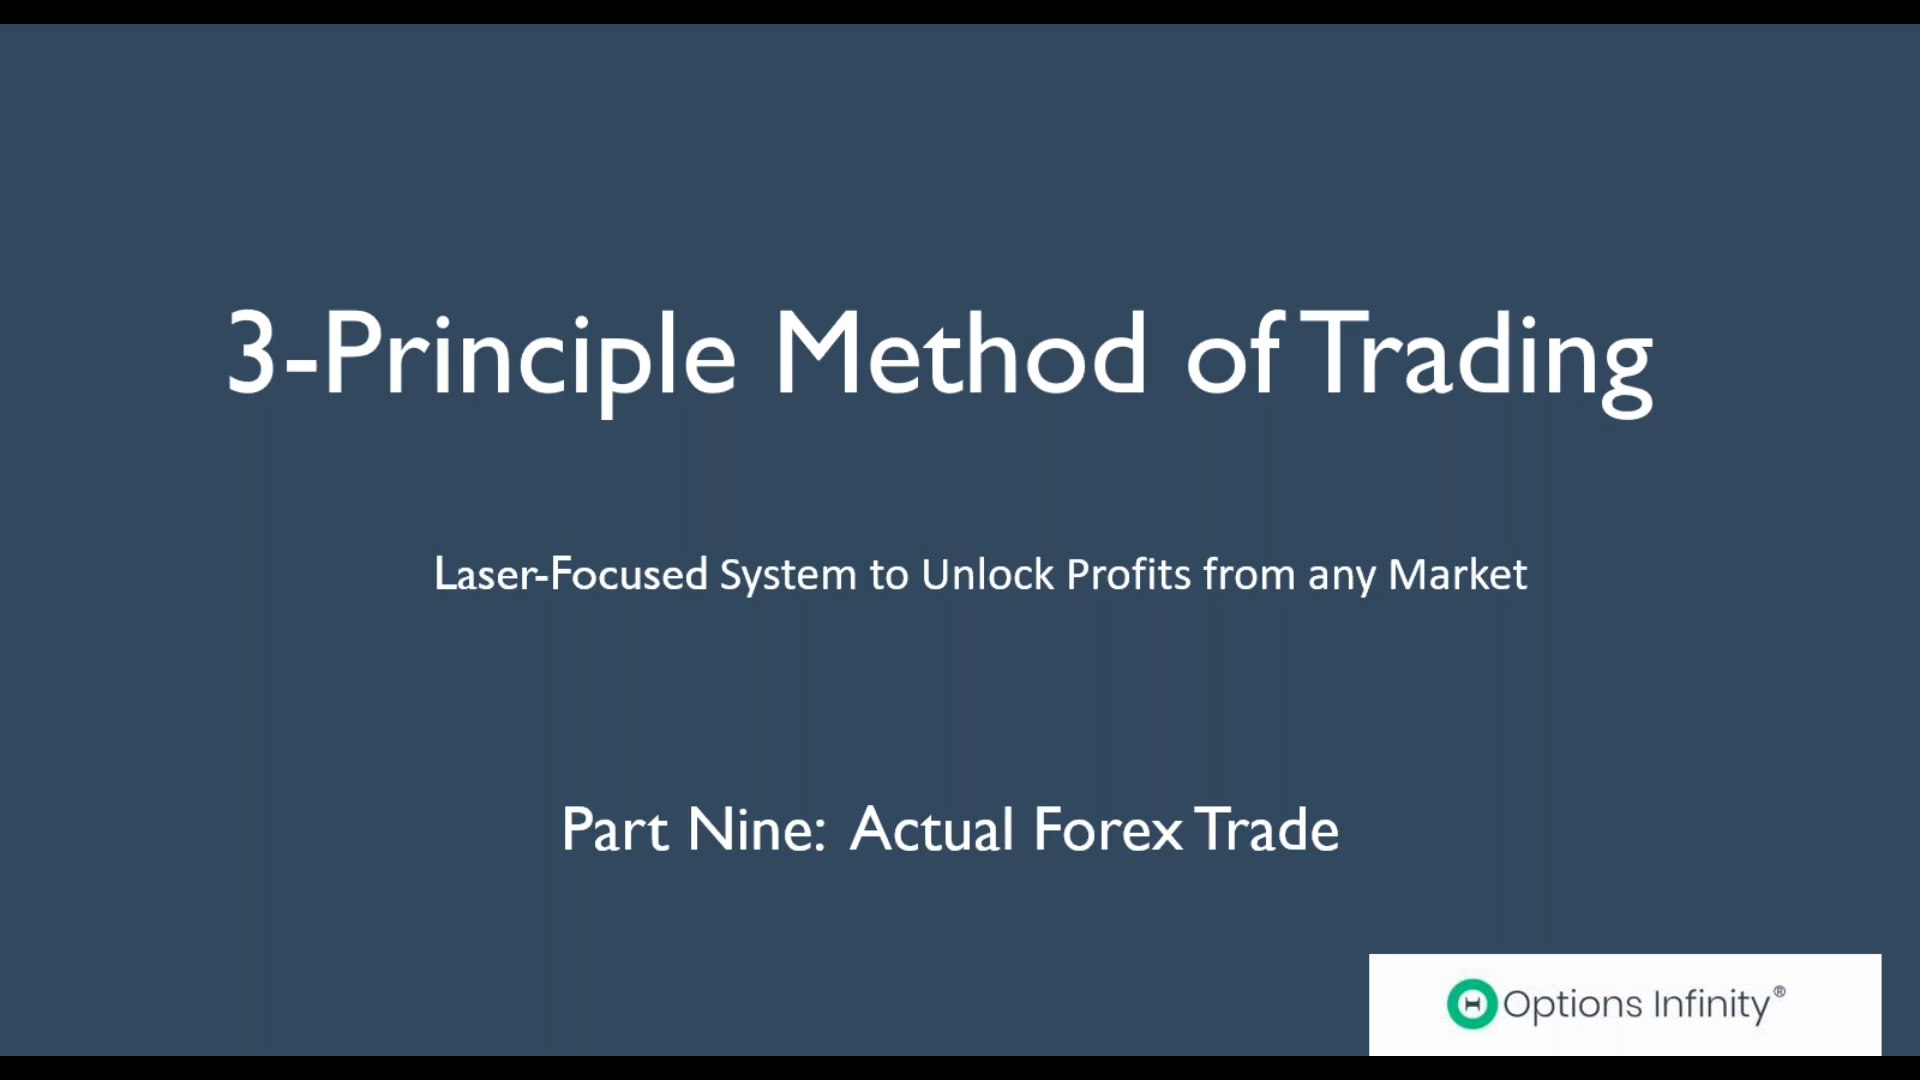 3-Principle Method of Trading
Laser-Focused System to Unlock Profits from any Market
Part Nine: Actual Forex Trade
Options Infinity®